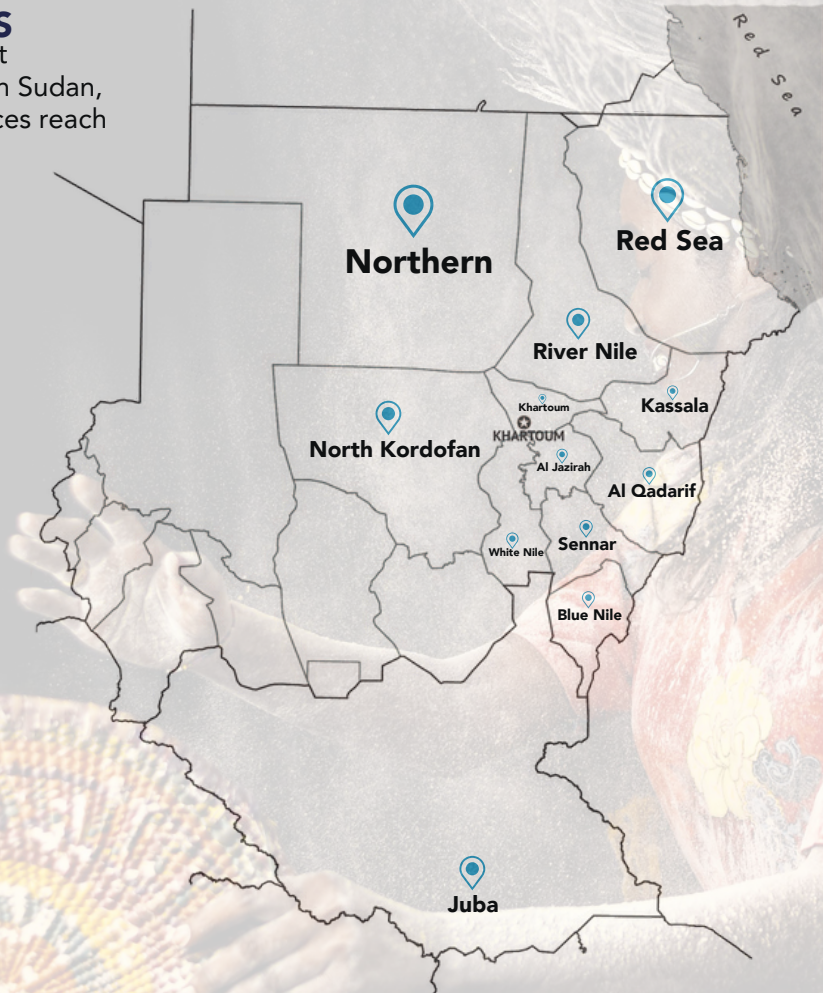 S
t
n Sudan,
ces reach
Red Sea
Northern
Red Sea
River Nile
Khartoum
Kassala
KHARTOUM
North Kordofan
Al Jazirah
Al Qadarif
White Nile
Sennar
Blue Nile
Juba